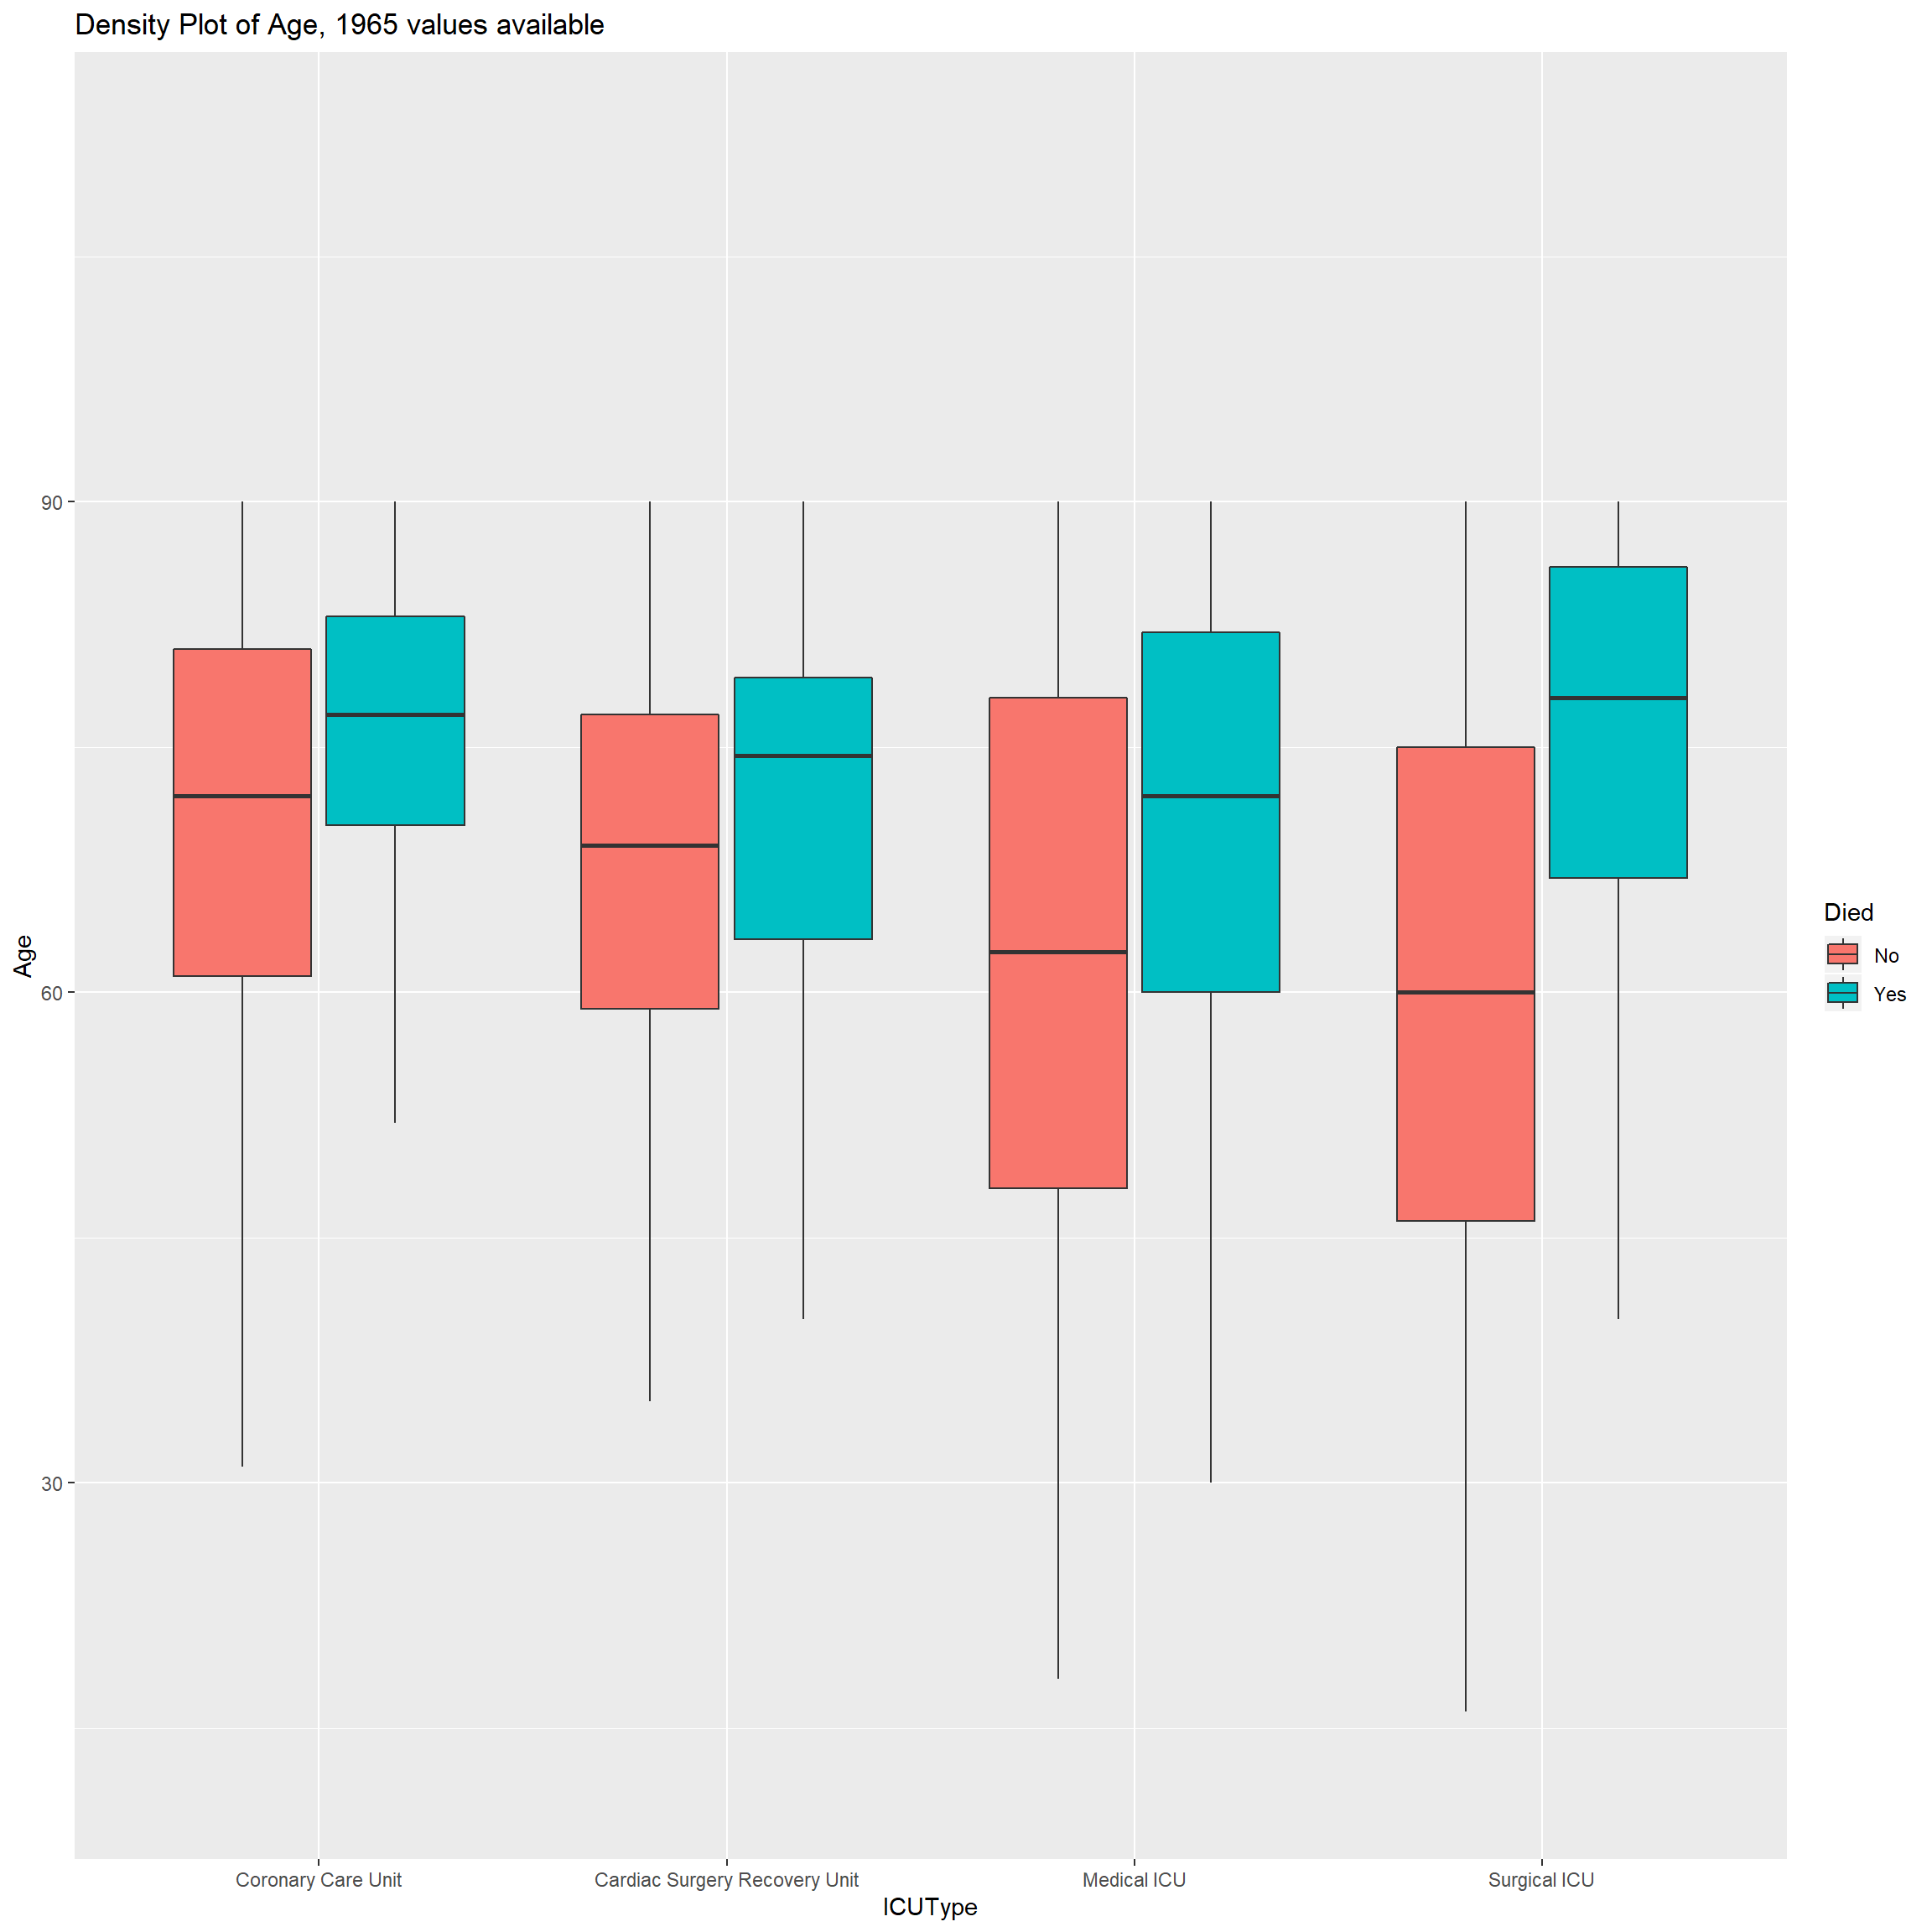 Density Plot of Age, 1965 values available
Age
90
60
30
Coronary Care Unit
Cardiac Surgery Recovery Unit
Medical ICU
Surgical ICU
ICUType
Died
No
Yes